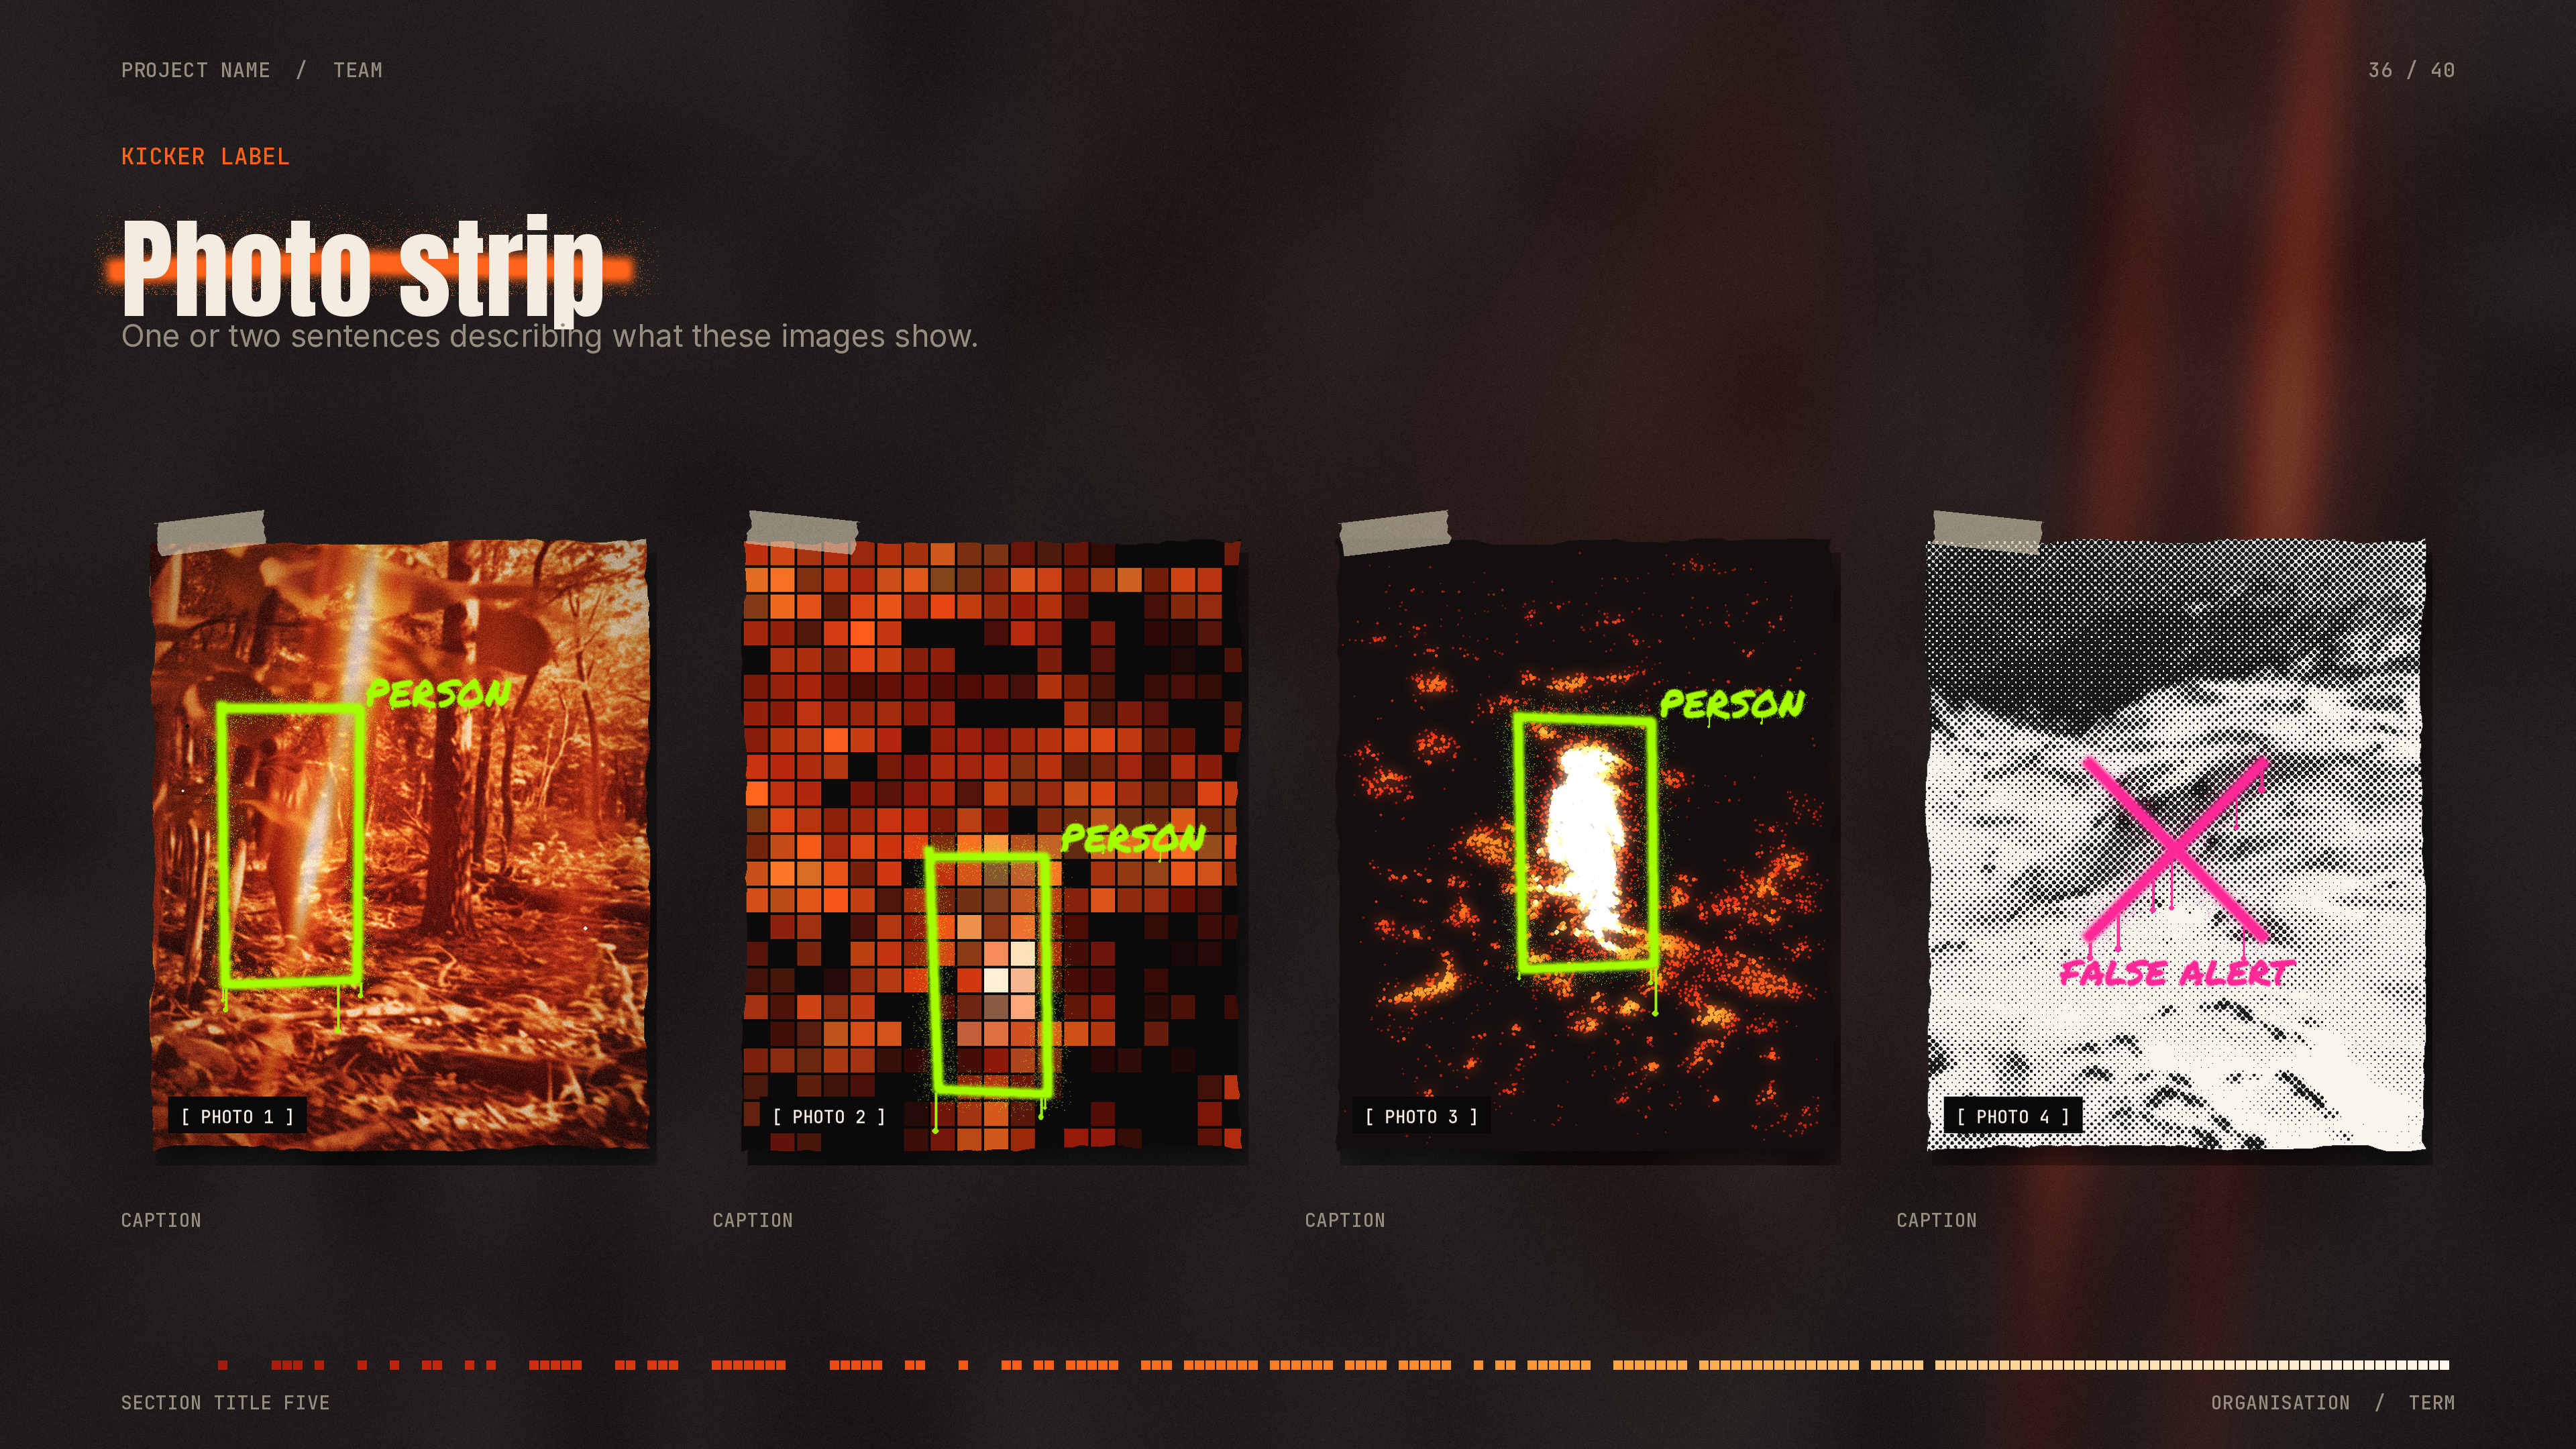 PROJECT NAME / TEAM
36 / 40
KICKER LABEL
Photo strip
One or two sentences describing what these images show.
PERSON
PERSON
PERSON
FALSE ALERT
[ PHOTO 1 ]
[ PHOTO 2 ]
[ PHOTO 3 ]
[ PHOTO 4 ]
CAPTION
CAPTION
CAPTION
CAPTION
SECTION TITLE FIVE
ORGANISATION / TERM